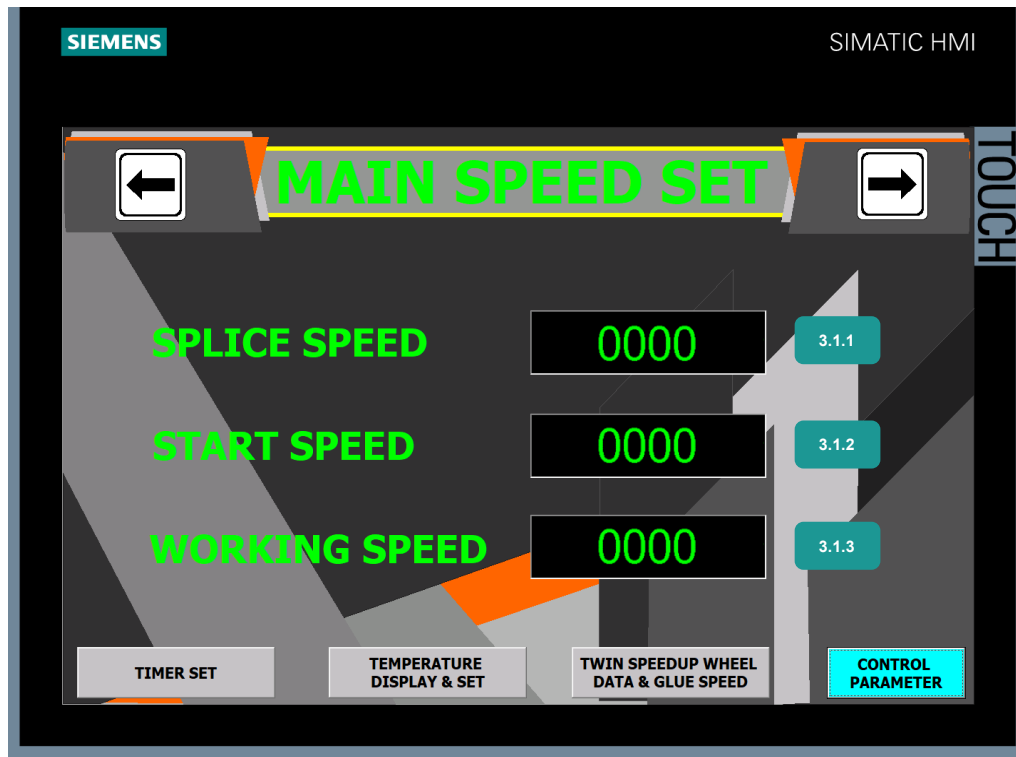 SIEMENS
SIMATIC HMI
TOUCH
MAIN SPEED SET
SPLICE SPEED 0000 3.1.1
START SPEED 0000 3.1.2
WORKING SPEED 0000 3.1.3
TIMER SET
TEMPERATURE
DISPLAY & SET
TWIN SPEEDUP WHEEL
DATA & GLUE SPEED
CONTROL
PARAMETER